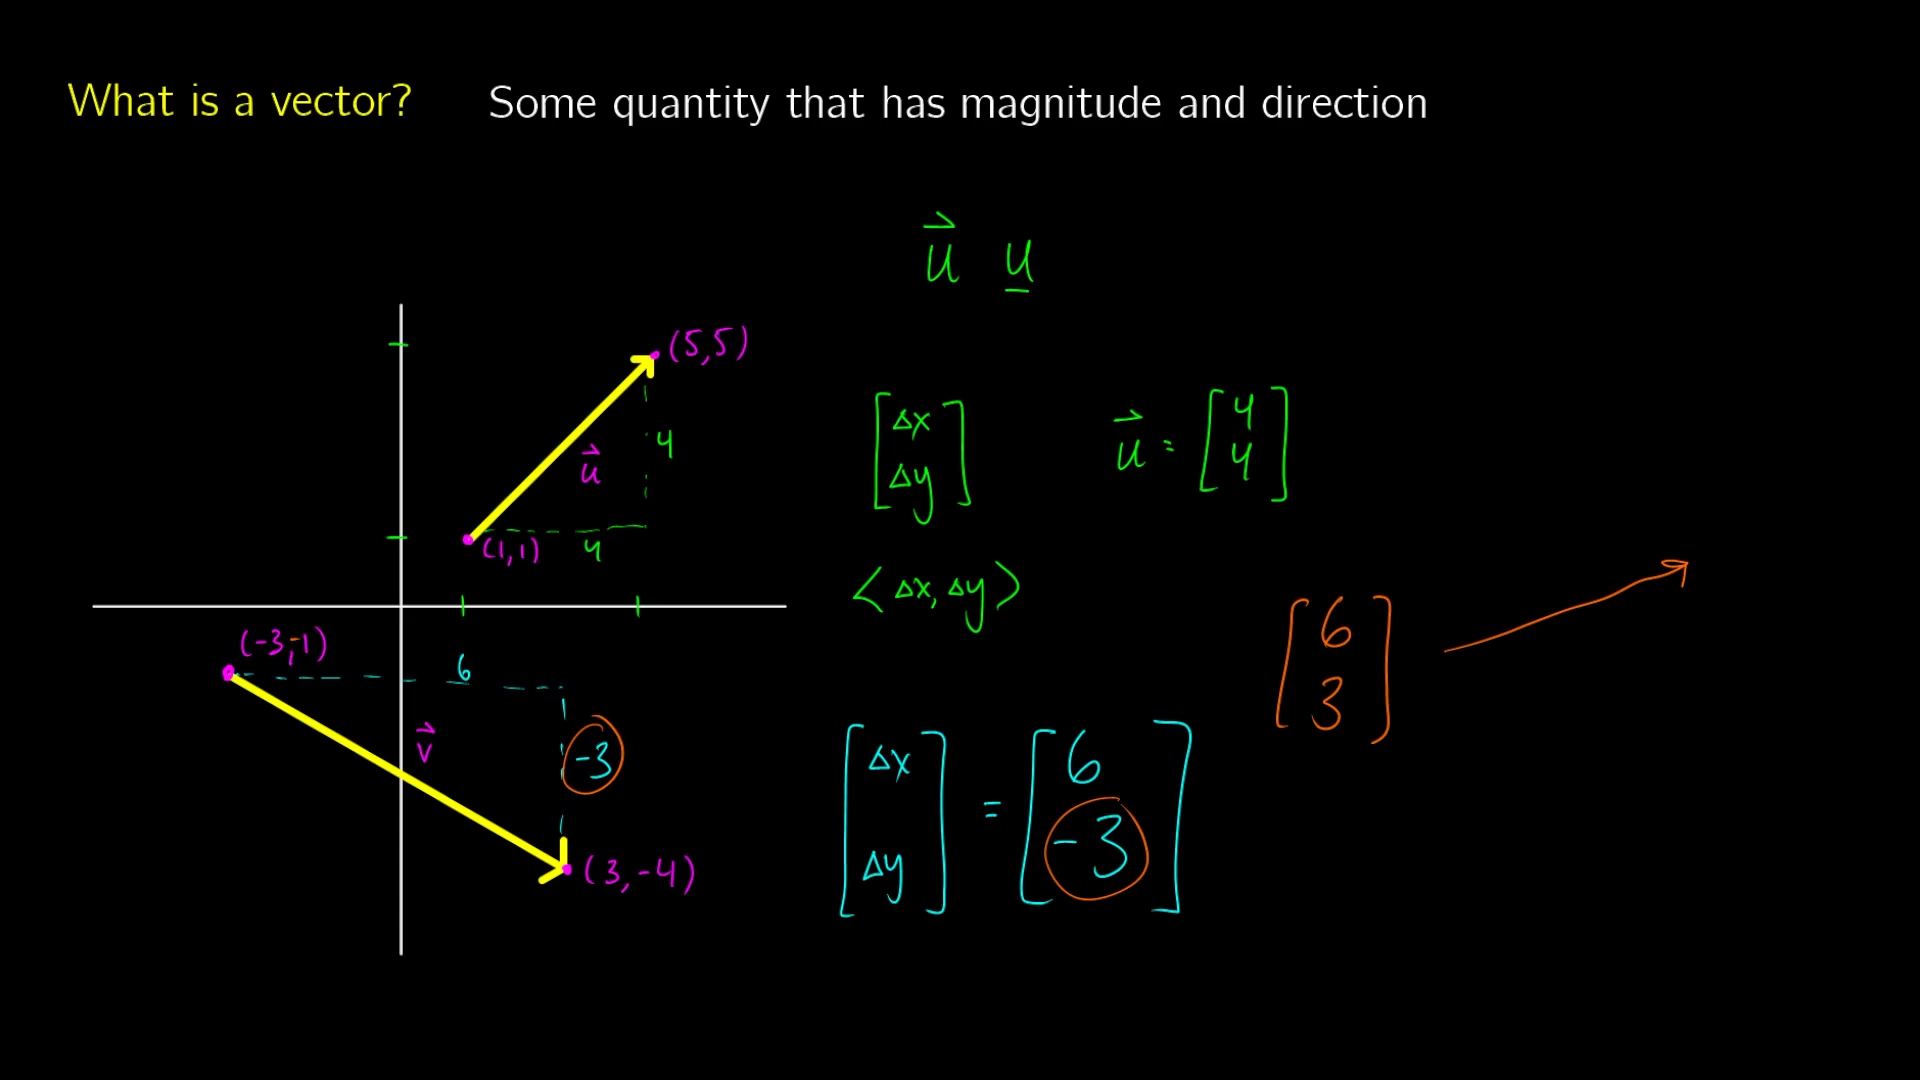 What is a vector? Some quantity that has magnitude and direction
u⃗ u
(5,5)
4
u⃗
(1,1)
4
[Δx
Δy]
u⃗ = [4
4]
<Δx, Δy>
(-3,-1)
6
v⃗
-3
(3,-4)
[Δx
Δy] = [6
-3]
[6
3]